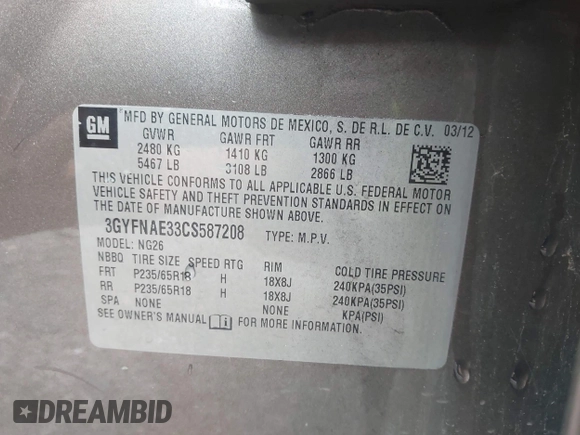 GM
MFD BY GENERAL MOTORS DE MEXICO, S. DE R.L. DE C.V. 03/12
GVWR GAWR FRT GAWR RR
2480 KG 1410 KG 1300 KG
5467 LB 3108 LB 2866 LB
THIS VEHICLE CONFORMS TO ALL APPLICABLE U.S. FEDERAL MOTOR
VEHICLE SAFETY AND THEFT PREVENTION STANDARDS IN EFFECT ON
THE DATE OF MANUFACTURE SHOWN ABOVE.
3GYFNAE33CS587208 TYPE: M.P.V.
MODEL: NG26
NBBQ TIRE SIZE SPEED RTG RIM COLD TIRE PRESSURE
FRT P235/65R18 H 18X8J 240KPA(35PSI)
RR P235/65R18 H 18X8J 240KPA(35PSI)
SPA NONE NONE KPA(PSI)
SEE OWNER'S MANUAL FOR MORE INFORMATION.
DREAMBID